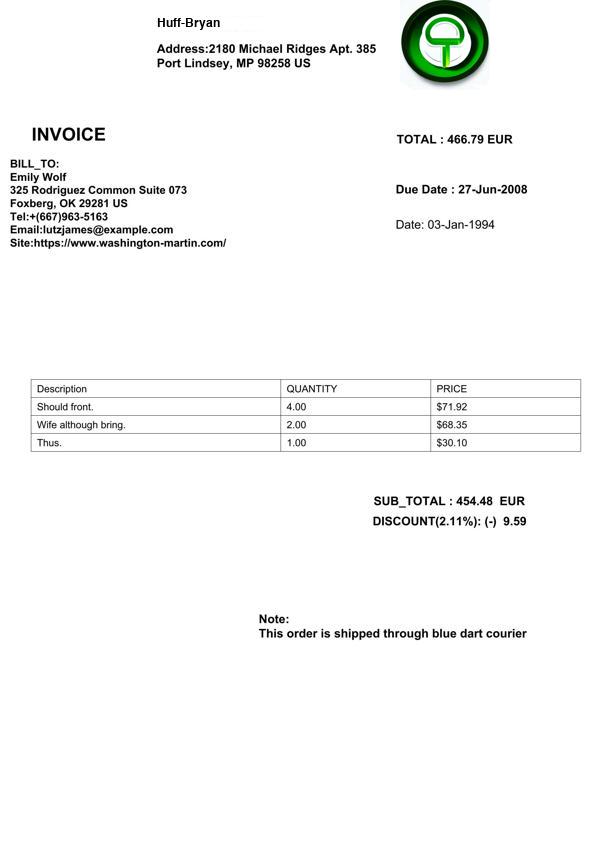 Huff-Bryan
Address:2180 Michael Ridges Apt. 385
Port Lindsey, MP 98258 US
INVOICE
TOTAL : 466.79 EUR
BILL_TO:
Emily Wolf
325 Rodriguez Common Suite 073
Foxberg, OK 29281 US
Tel:+(667)963-5163
Email:lutzjames@example.com
Site:https://www.washington-martin.com/
Due Date : 27-Jun-2008
Date: 03-Jan-1994
Description QUANTITY PRICE
Should front. 4.00 $71.92
Wife although bring. 2.00 $68.35
Thus. 1.00 $30.10
SUB_TOTAL : 454.48 EUR
DISCOUNT(2.11%): (-) 9.59
Note:
This order is shipped through blue dart courier